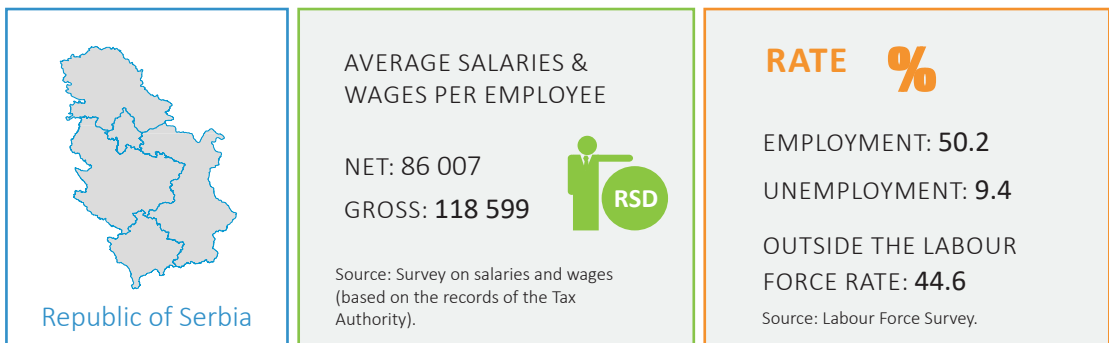 Republic of Serbia
AVERAGE SALARIES &
WAGES PER EMPLOYEE
NET: 86 007
GROSS: 118 599
RSD
Source: Survey on salaries and wages
(based on the records of the Tax
Authority).
RATE %
EMPLOYMENT: 50.2
UNEMPLOYMENT: 9.4
OUTSIDE THE LABOUR
FORCE RATE: 44.6
Source: Labour Force Survey.